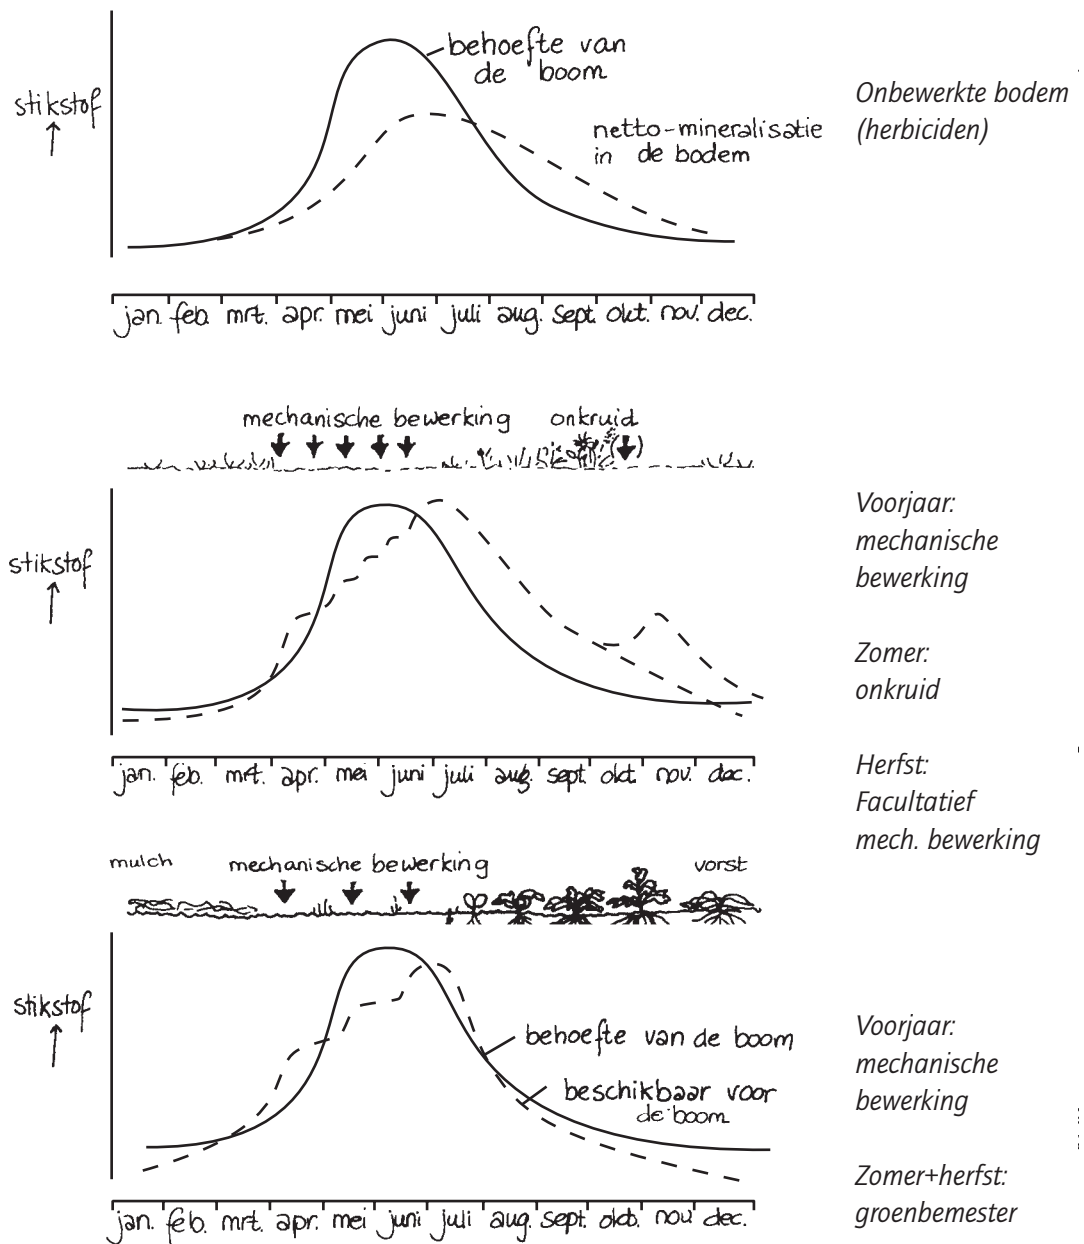 behoefte van
de boom
stikstof
netto-mineralisatie
in de bodem
Onbewerkte bodem
(herbiciden)
jan. feb. mrt. apr. mei juni juli aug. sept. okt. nov. dec.
mechanische bewerking onkruid
stikstof
Voorjaar:
mechanische
bewerking
Zomer:
onkruid
Herfst:
Facultatief
mech. bewerking
jan. feb. mrt. apr. mei juni juli aug. sept. okt. nov. dec.
mulch mechanische bewerking vorst
stikstof
behoefte van de boom
beschikbaar voor
de boom
Voorjaar:
mechanische
bewerking
Zomer+herfst:
groenbemester
jan. feb. mrt. apr. mei juni juli aug. sept. okt. nov. dec.